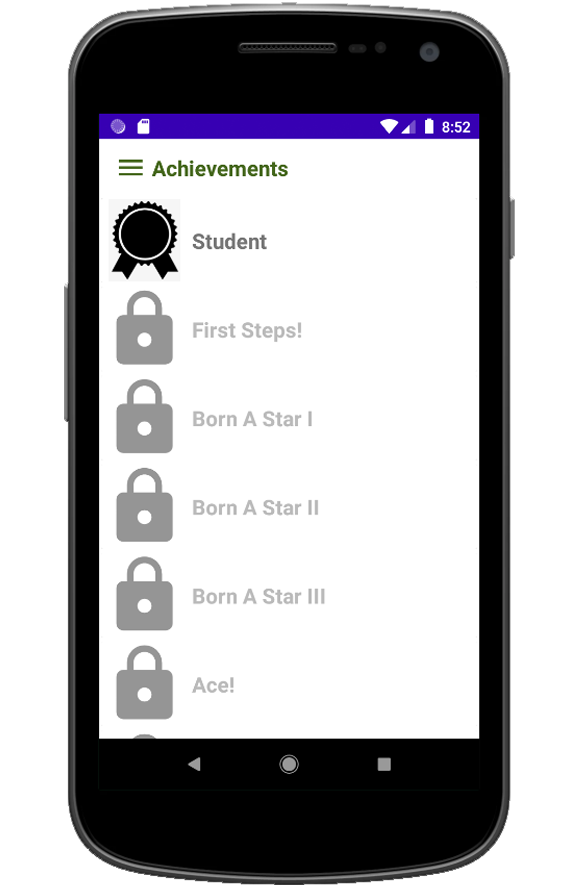 8:52
Achievements
Student
First Steps!
Born A Star I
Born A Star II
Born A Star III
Ace!